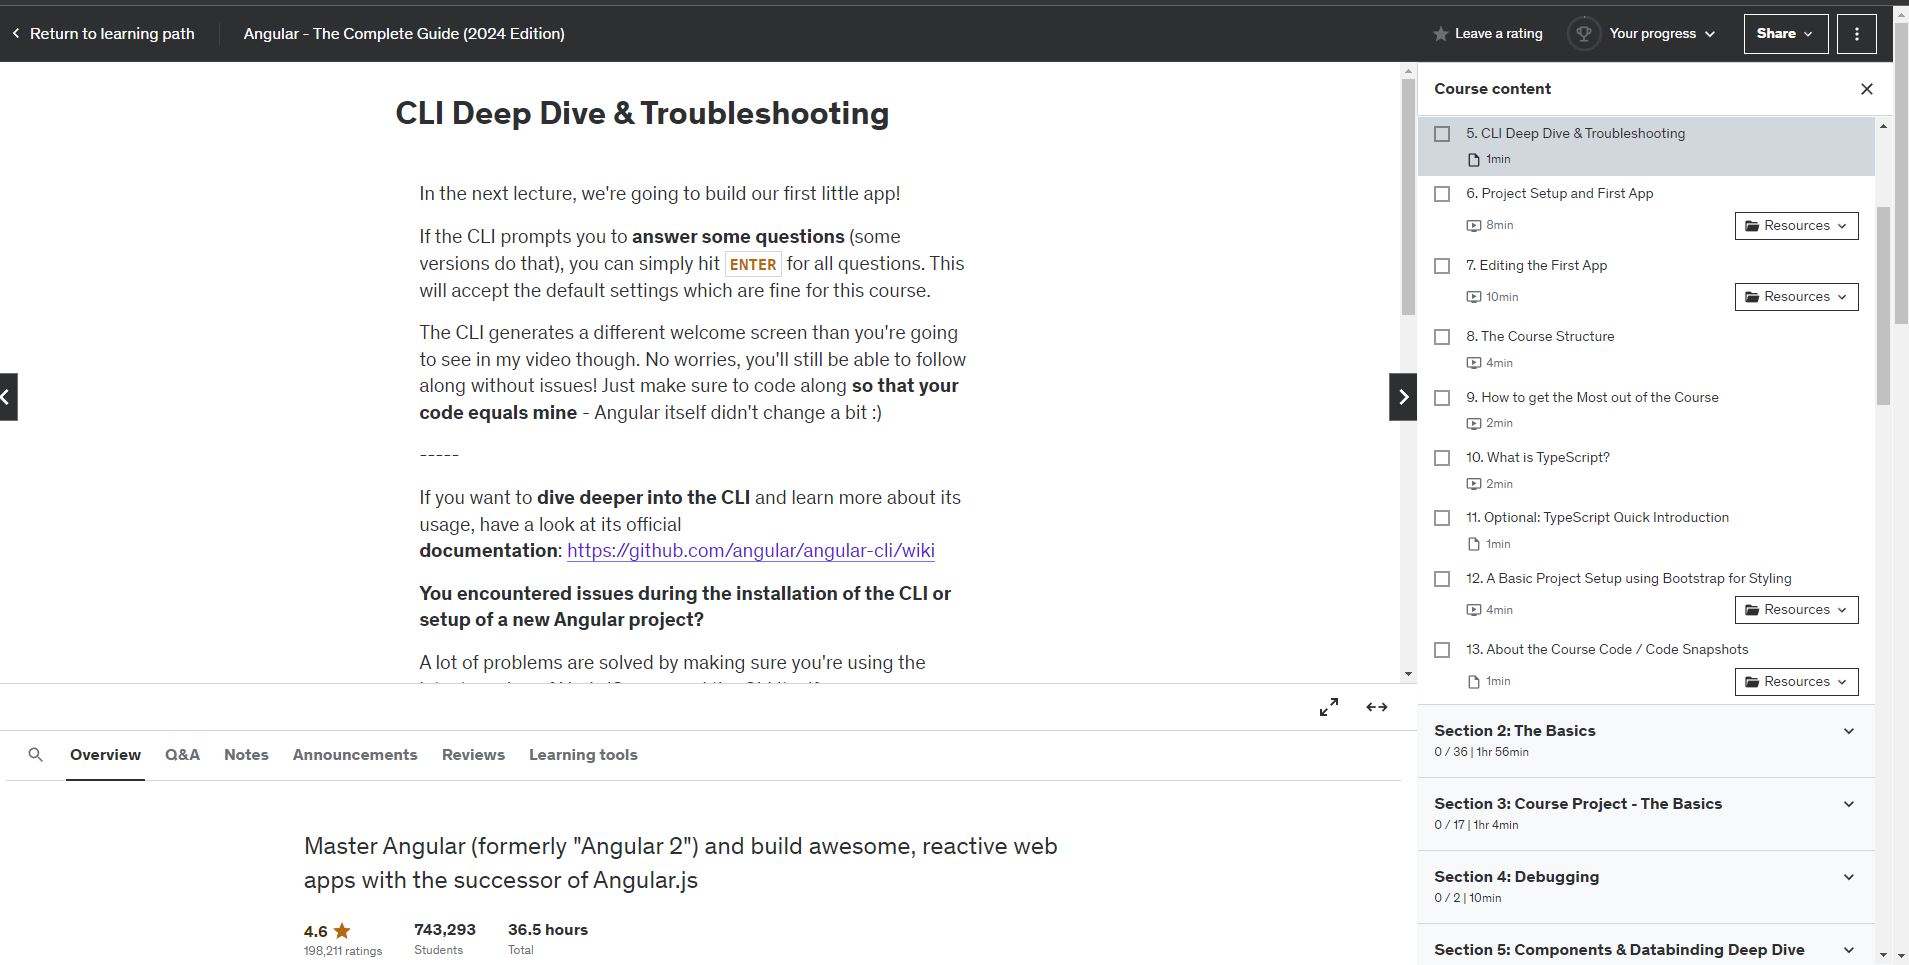 Return to learning path
Angular - The Complete Guide (2024 Edition)
Leave a rating
Your progress
Share
CLI Deep Dive & Troubleshooting
In the next lecture, we're going to build our first little app!
If the CLI prompts you to answer some questions (some
versions do that), you can simply hit ENTER for all questions. This
will accept the default settings which are fine for this course.
The CLI generates a different welcome screen than you're going
to see in my video though. No worries, you'll still be able to follow
along without issues! Just make sure to code along so that your
code equals mine - Angular itself didn't change a bit :)
-----
If you want to dive deeper into the CLI and learn more about its
usage, have a look at its official
documentation: https://github.com/angular/angular-cli/wiki
You encountered issues during the installation of the CLI or
setup of a new Angular project?
A lot of problems are solved by making sure you're using the
Overview
Q&A
Notes
Announcements
Reviews
Learning tools
Master Angular (formerly "Angular 2") and build awesome, reactive web
apps with the successor of Angular.js
4.6
198,211 ratings
743,293
Students
36.5 hours
Total
Course content
5. CLI Deep Dive & Troubleshooting
1min
6. Project Setup and First App
8min
Resources
7. Editing the First App
10min
Resources
8. The Course Structure
4min
9. How to get the Most out of the Course
2min
10. What is TypeScript?
2min
11. Optional: TypeScript Quick Introduction
1min
12. A Basic Project Setup using Bootstrap for Styling
4min
Resources
13. About the Course Code / Code Snapshots
1min
Resources
Section 2: The Basics
0 / 36 | 1hr 56min
Section 3: Course Project - The Basics
0 / 17 | 1hr 4min
Section 4: Debugging
0 / 2 | 10min
Section 5: Components & Databinding Deep Dive